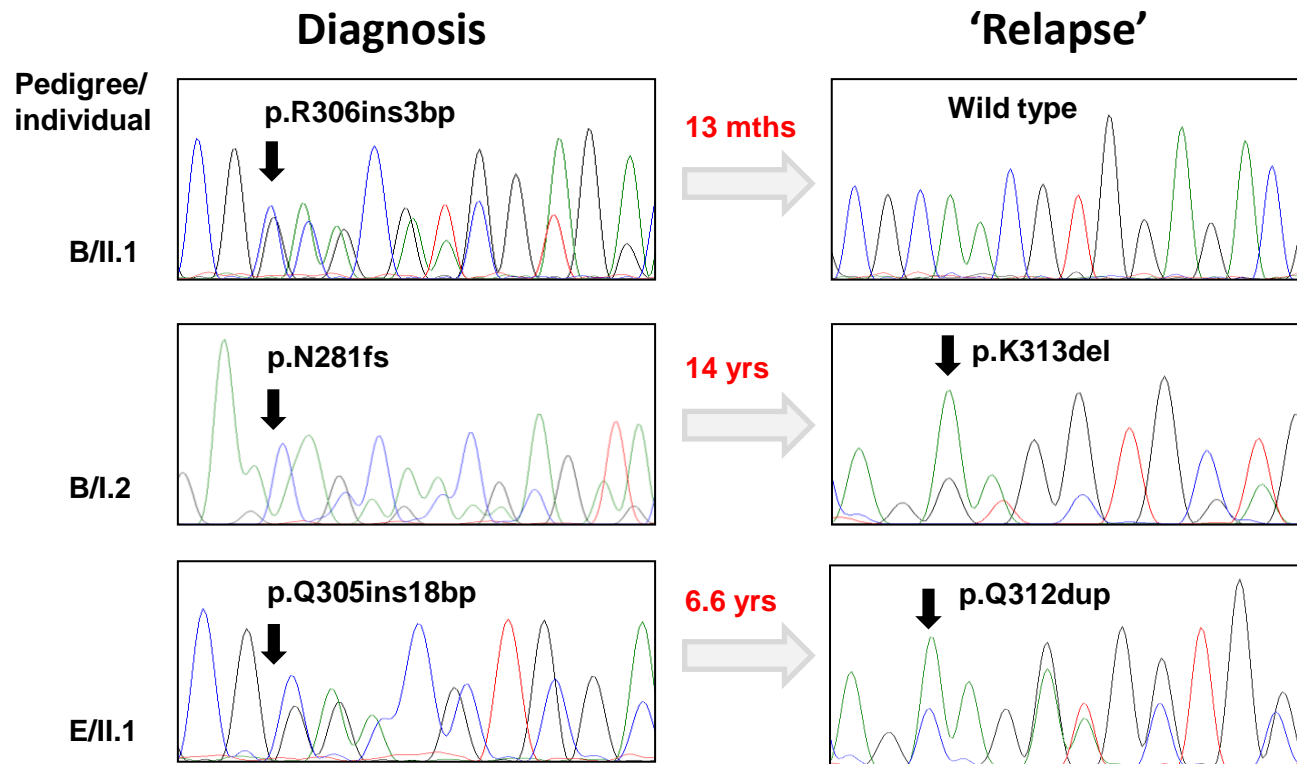 Diagnosis
‘Relapse’
Pedigree/
individual
B/II.1
p.R306ins3bp
13 mths
Wild type
B/I.2
p.N281fs
14 yrs
p.K313del
E/II.1
p.Q305ins18bp
6.6 yrs
p.Q312dup